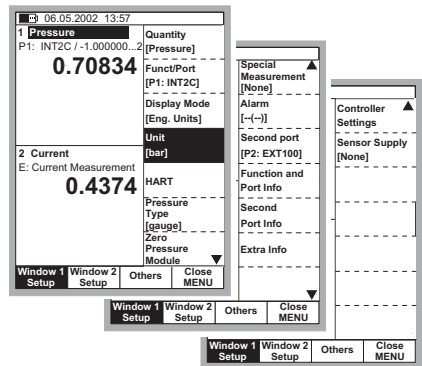 06.05.2002 13:57
1 Pressure
P1: INT2C / -1.000000...2
0.70834
2 Current
E: Current Measurement
0.4374
Quantity
[Pressure]
Funct/Port
[P1: INT2C]
Display Mode
[Eng. Units]
Unit
[bar]
HART
Pressure
Type
[gauge]
Zero
Pressure
Module
Window 1 Setup
Window 2 Setup
Others
Close MENU
Special
Measurement
[None]
Alarm
[--(--)]
Second port
[P2: EXT100]
Function and
Port Info
Second
Port Info
Extra Info
Window 1 Setup
Window 2 Setup
Others
Close MENU
Controller
Settings
Sensor Supply
[None]
Window 1 Setup
Window 2 Setup
Others
Close MENU